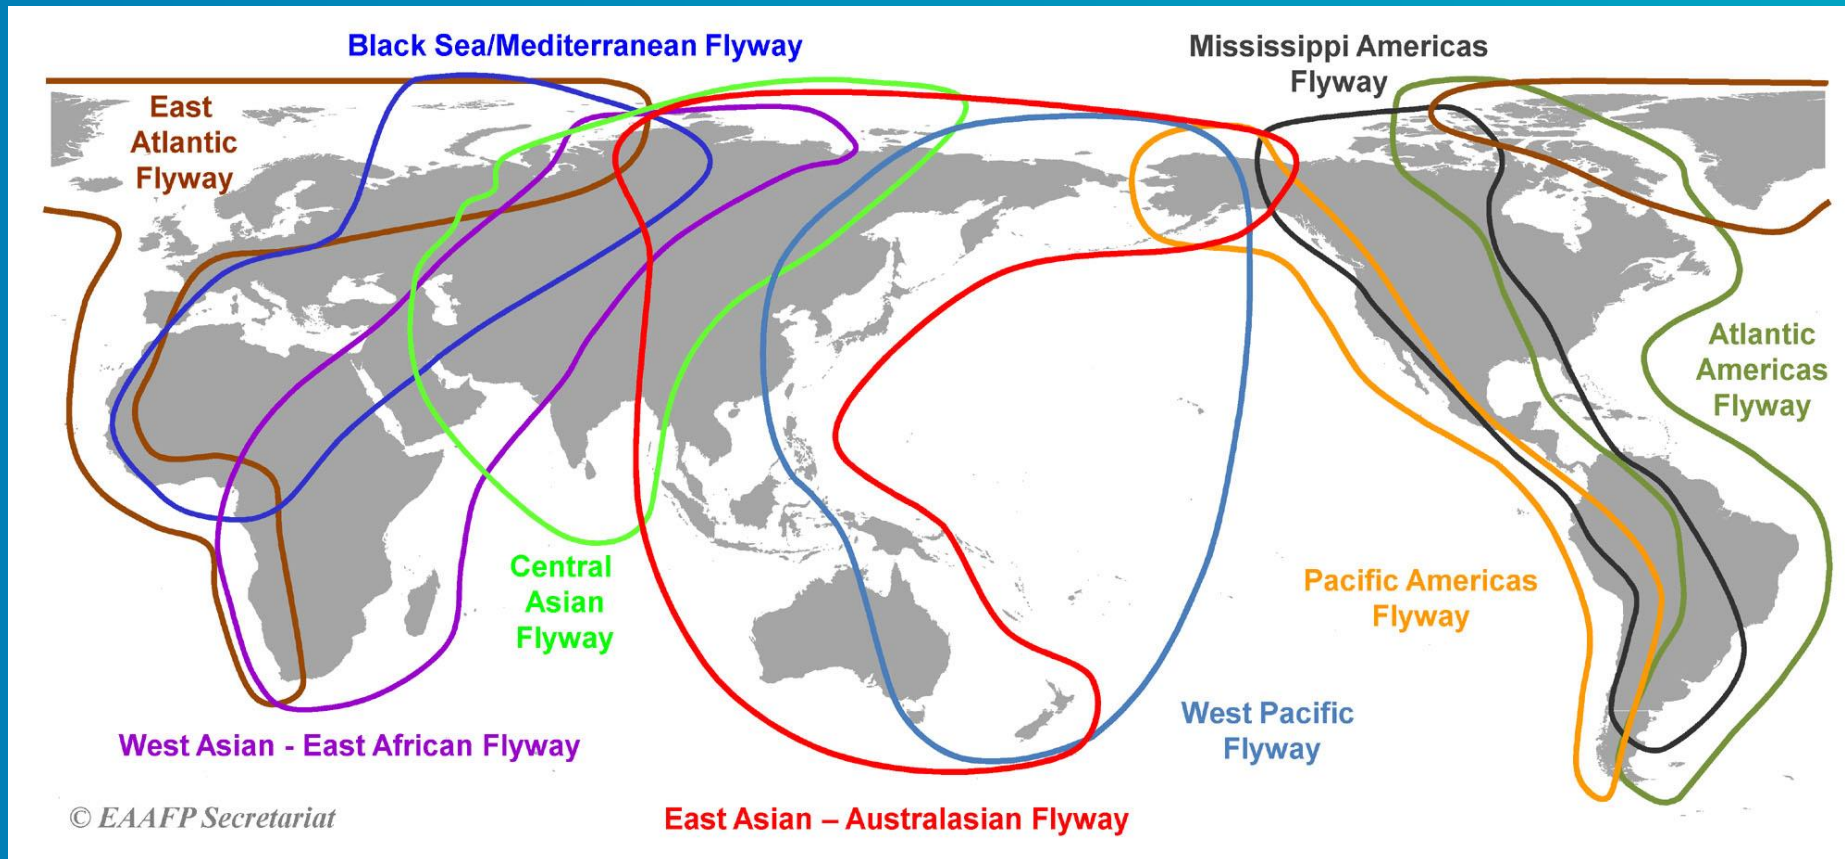 Black Sea/Mediterranean Flyway
Mississippi Americas
Flyway
East
Atlantic
Flyway
Atlantic
Americas
Flyway
Central
Asian
Flyway
Pacific Americas
Flyway
West Pacific
Flyway
West Asian - East African Flyway
East Asian – Australasian Flyway
© EAAFP Secretariat